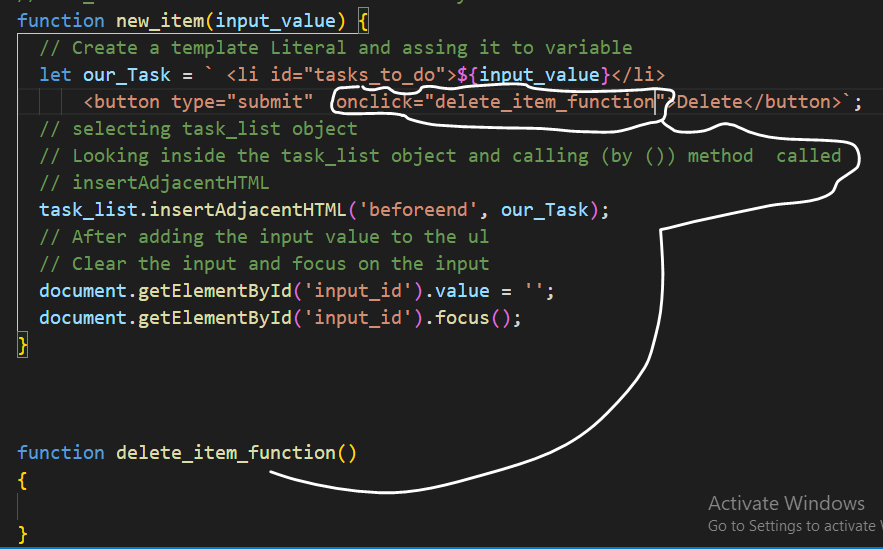 function new_item(input_value) {
// Create a template Literal and assing it to variable
let our_Task = ` <li id="tasks_to_do">${input_value}</li>
<button type="submit" onclick="delete_item_function">Delete</button>`;
// selecting task_list object
// Looking inside the task_list object and calling (by ()) method called
// insertAdjacentHTML
task_list.insertAdjacentHTML('beforeend', our_Task);
// After adding the input value to the ul
// Clear the input and focus on the input
document.getElementById('input_id').value = '';
document.getElementById('input_id').focus();
}
function delete_item_function()
{
}
Activate Windows
Go to Settings to activate